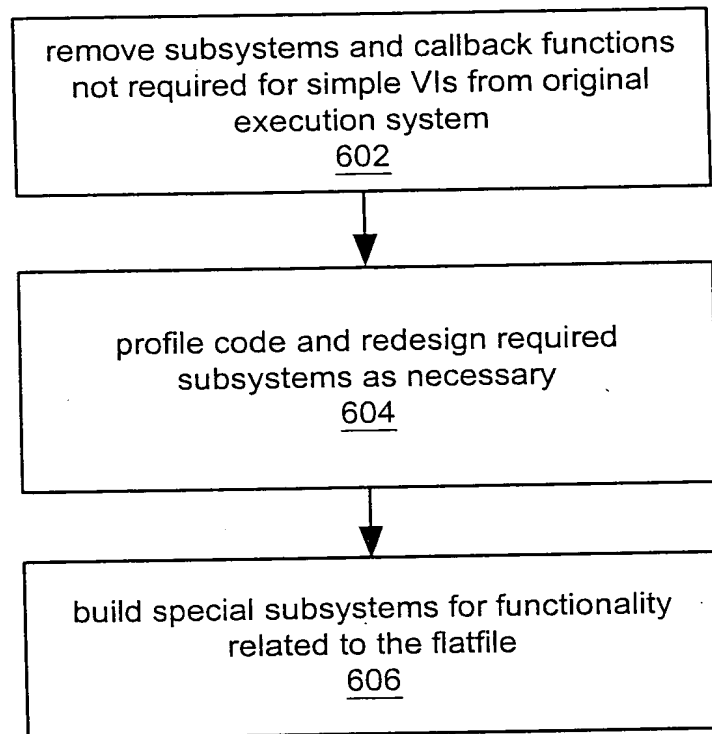 remove subsystems and callback functions
not required for simple VIs from original
execution system
602
profile code and redesign required
subsystems as necessary
604
build special subsystems for functionality
related to the flatfile
606